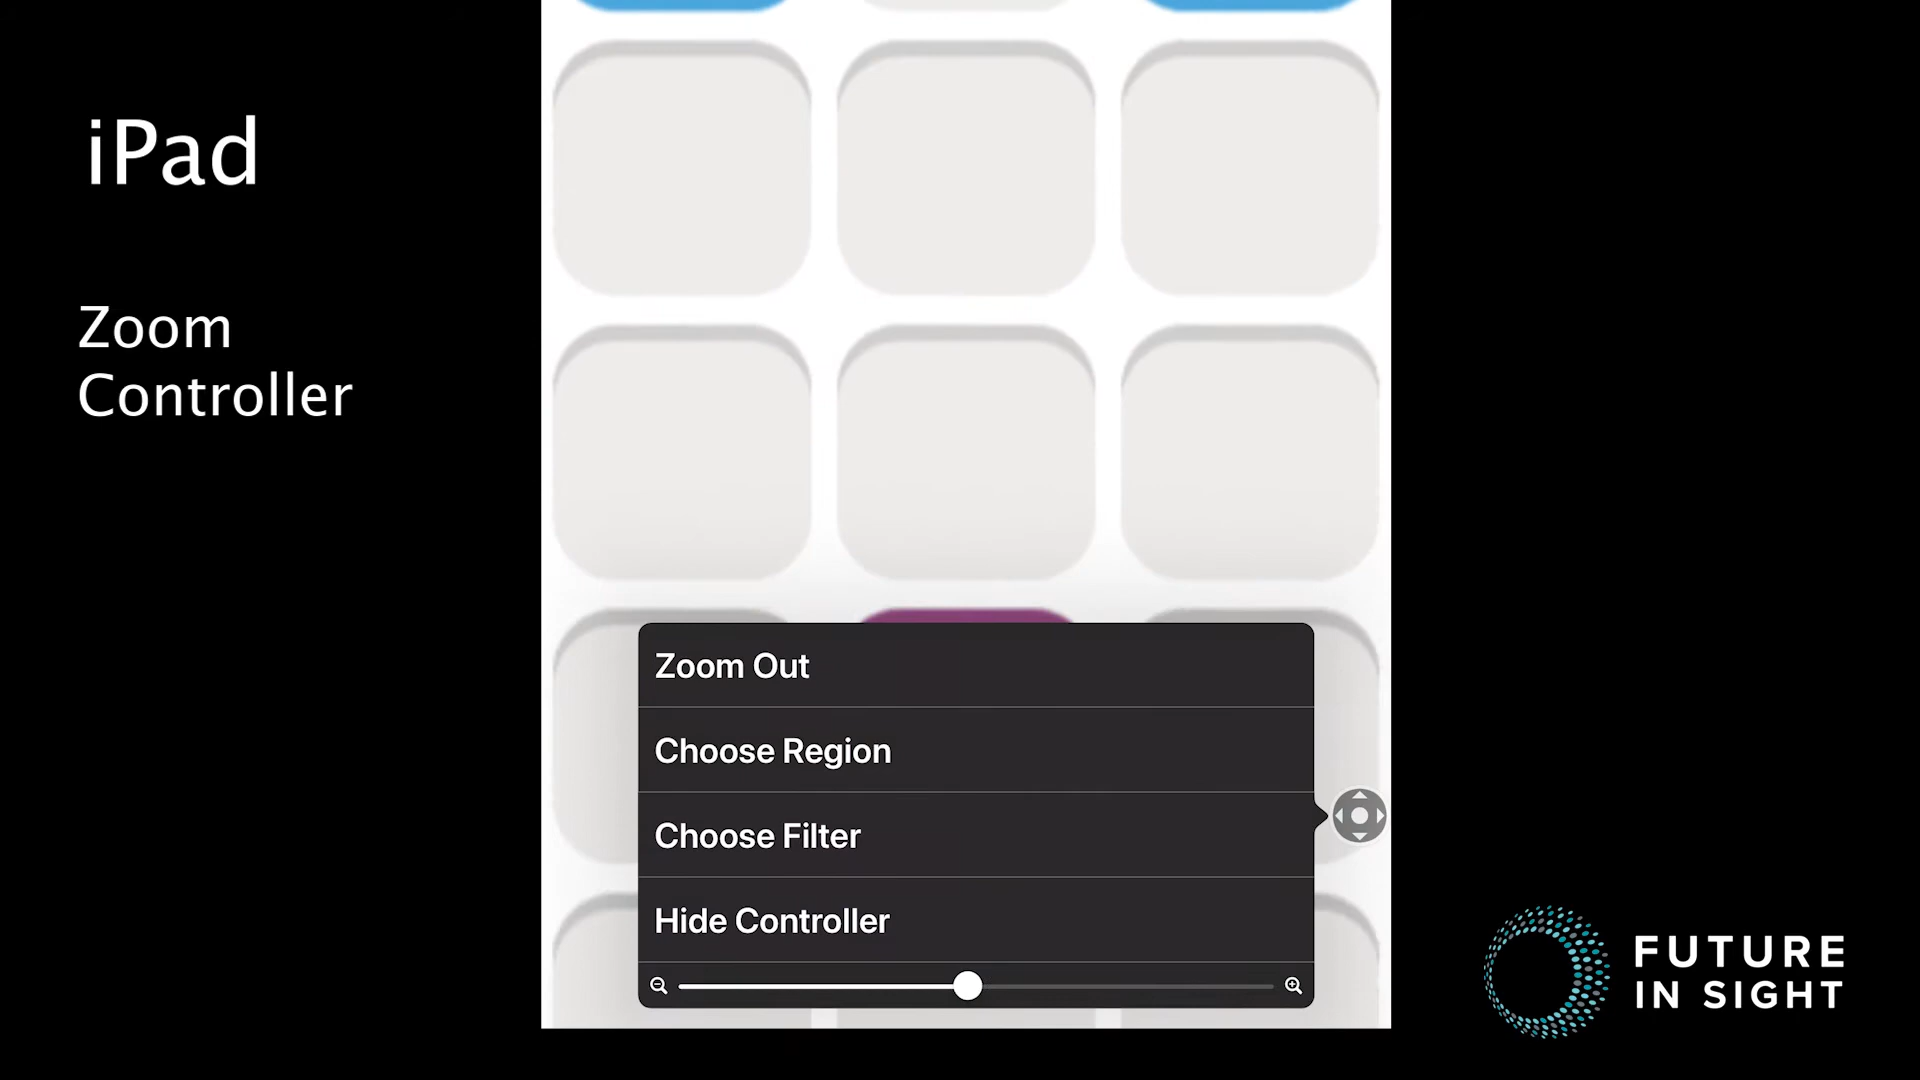 iPad
Zoom
Controller
Zoom Out
Choose Region
Choose Filter
Hide Controller
FUTURE
IN SIGHT